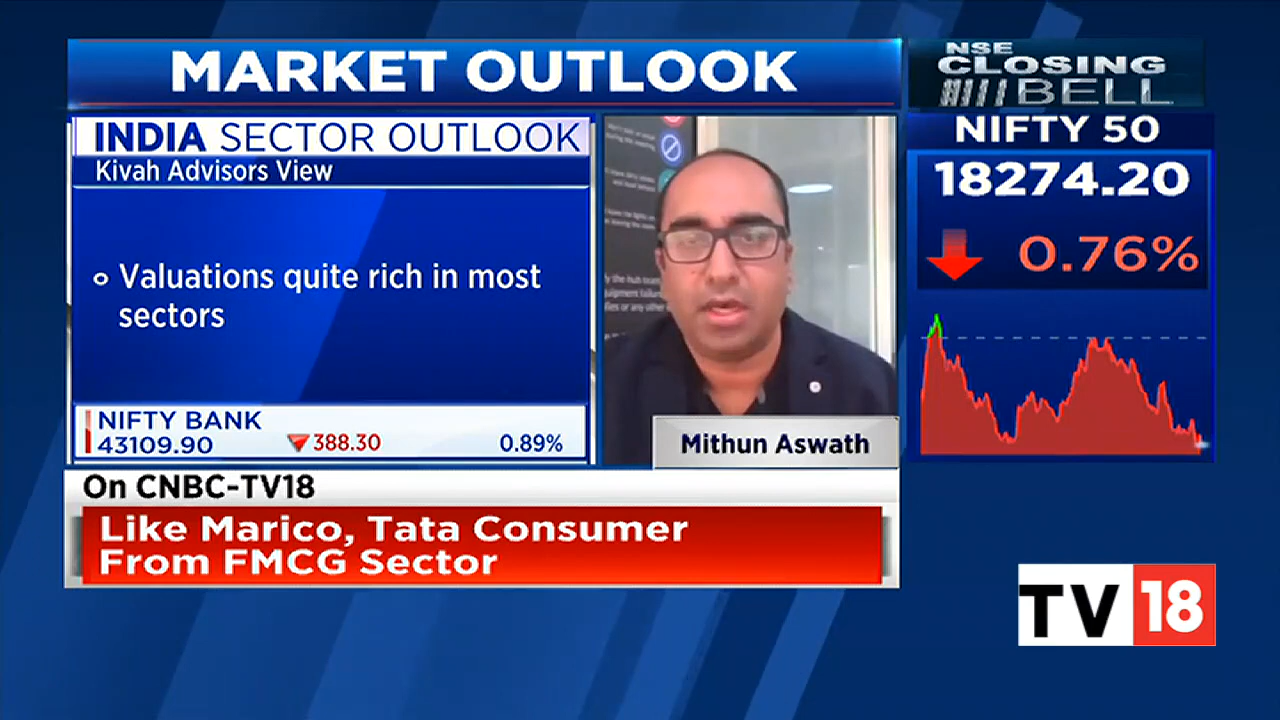 MARKET OUTLOOK
NSE
CLOSING
BELL
INDIA SECTOR OUTLOOK
Kivah Advisors View
Valuations quite rich in most
sectors
NIFTY BANK
43109.90 388.30 0.89%
Mithun Aswath
NIFTY 50
18274.20
0.76%
On CNBC-TV18
Like Marico, Tata Consumer
From FMCG Sector
TV 18